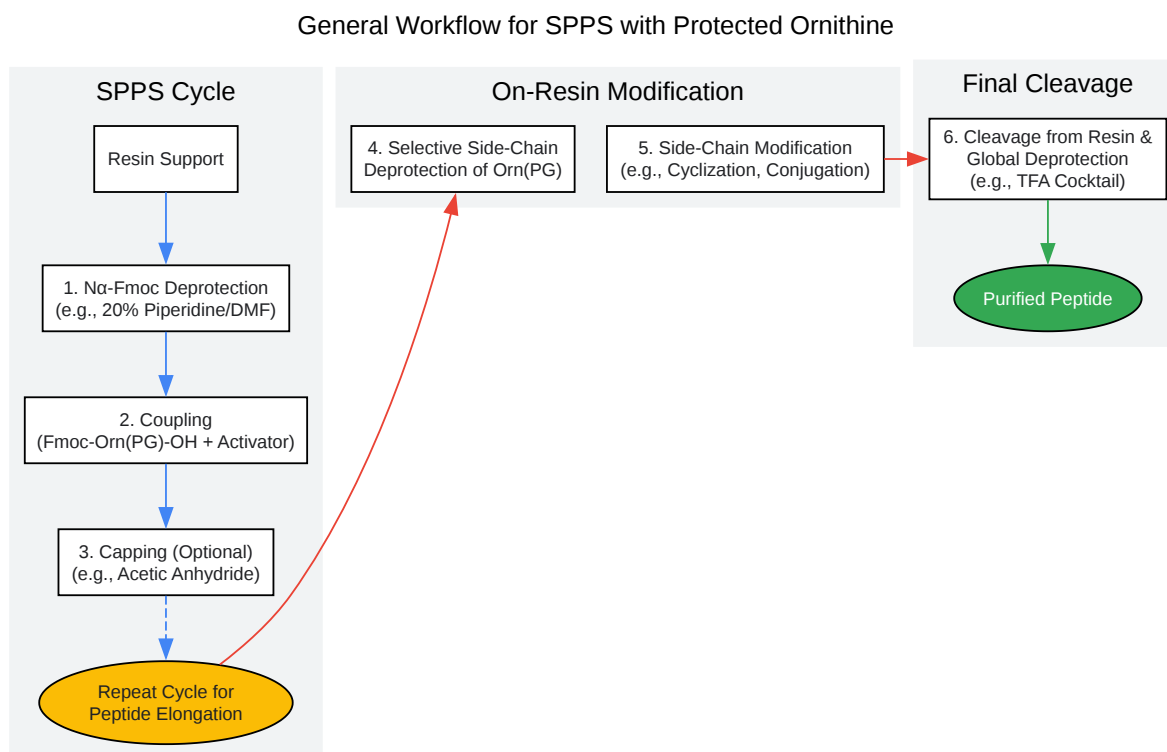 General Workflow for SPPS with Protected Ornithine
SPPS Cycle
Resin Support
1. Nα-Fmoc Deprotection
(e.g., 20% Piperidine/DMF)
2. Coupling
(Fmoc-Orn(PG)-OH + Activator)
3. Capping (Optional)
(e.g., Acetic Anhydride)
Repeat Cycle for
Peptide Elongation
On-Resin Modification
4. Selective Side-Chain
Deprotection of Orn(PG)
5. Side-Chain Modification
(e.g., Cyclization, Conjugation)
Final Cleavage
6. Cleavage from Resin &
Global Deprotection
(e.g., TFA Cocktail)
Purified Peptide